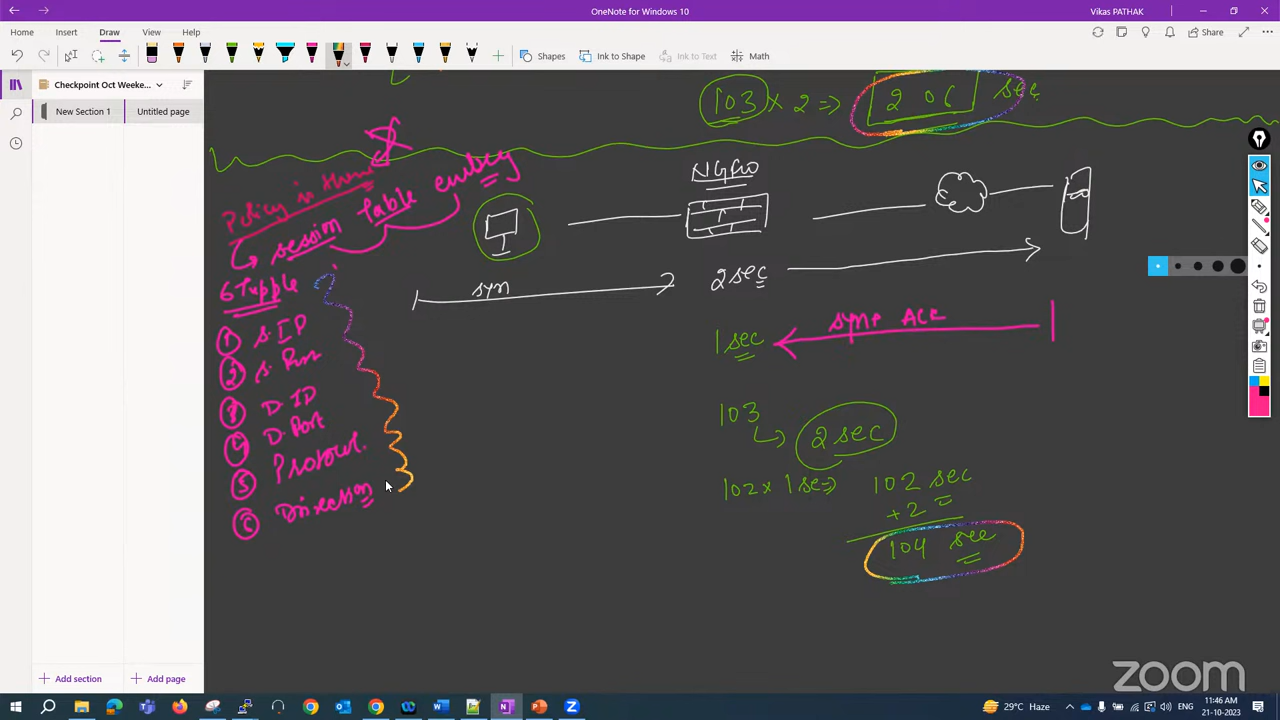 OneNote for Windows 10
Vikas PATHAK
Home Insert Draw View Help
Share
Shapes Ink to Shape Ink to Text Math
Checkpoint Oct Weeke...
New Section 1 Untitled page
103 × 2 => 206 sec
NGFW
Policy is there
session table entry
6 Tupple
① S.IP
② S.Port
③ D ID
④ D.Port
⑤ Protocol.
⑥ Direction
syn
2 sec
SYN+ ACK
1 sec
103
2 sec
102 × 1 sec => 102 sec
+2
104 sec
Add section Add page
zoom
29°C Haze
ENG
11:46 AM
21-10-2023